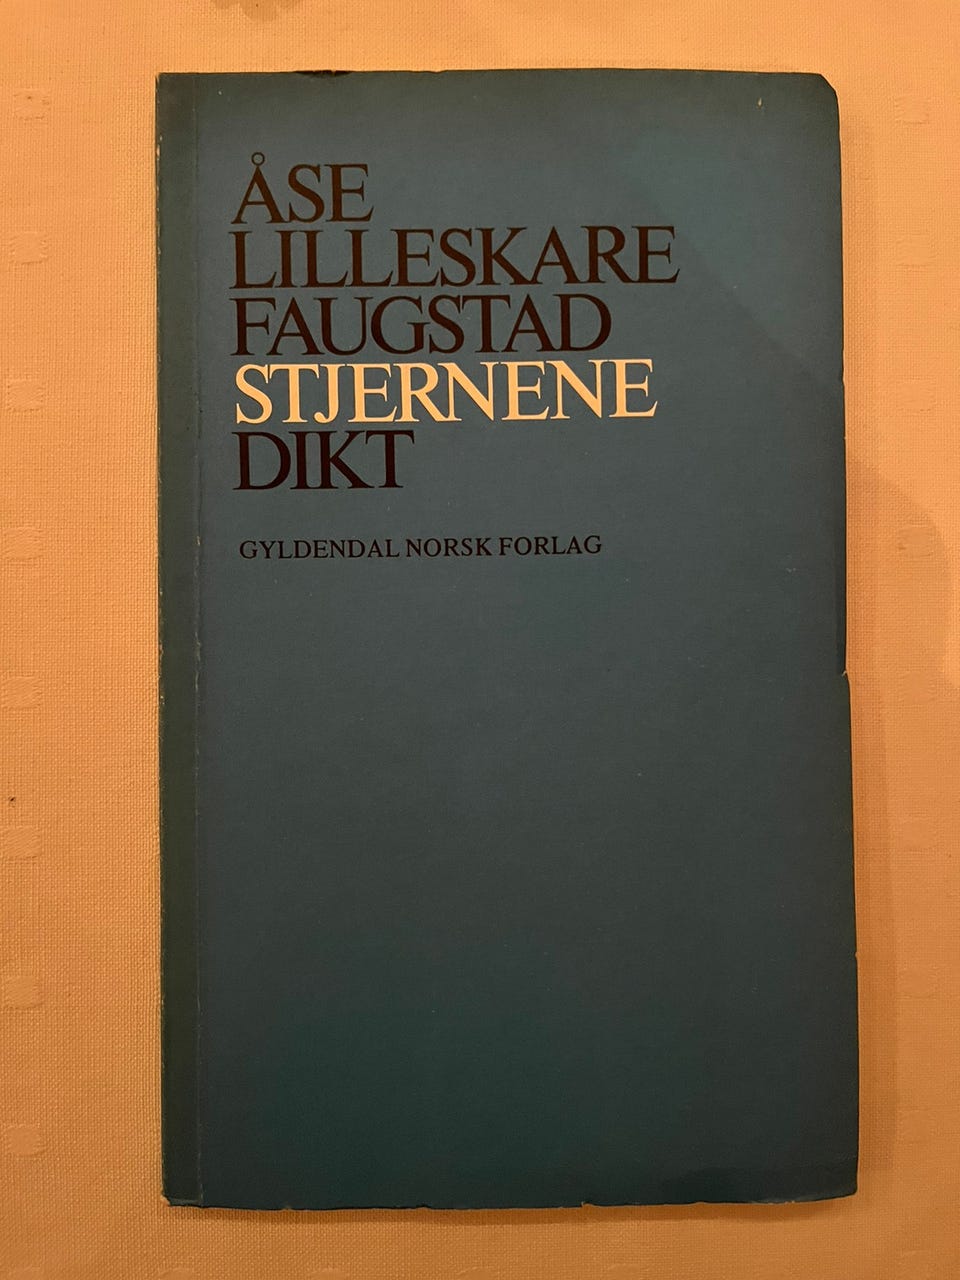 ÅSE
LILLESKARE
FAUGSTAD
STJERNENE
DIKT
GYLDENDAL NORSK FORLAG